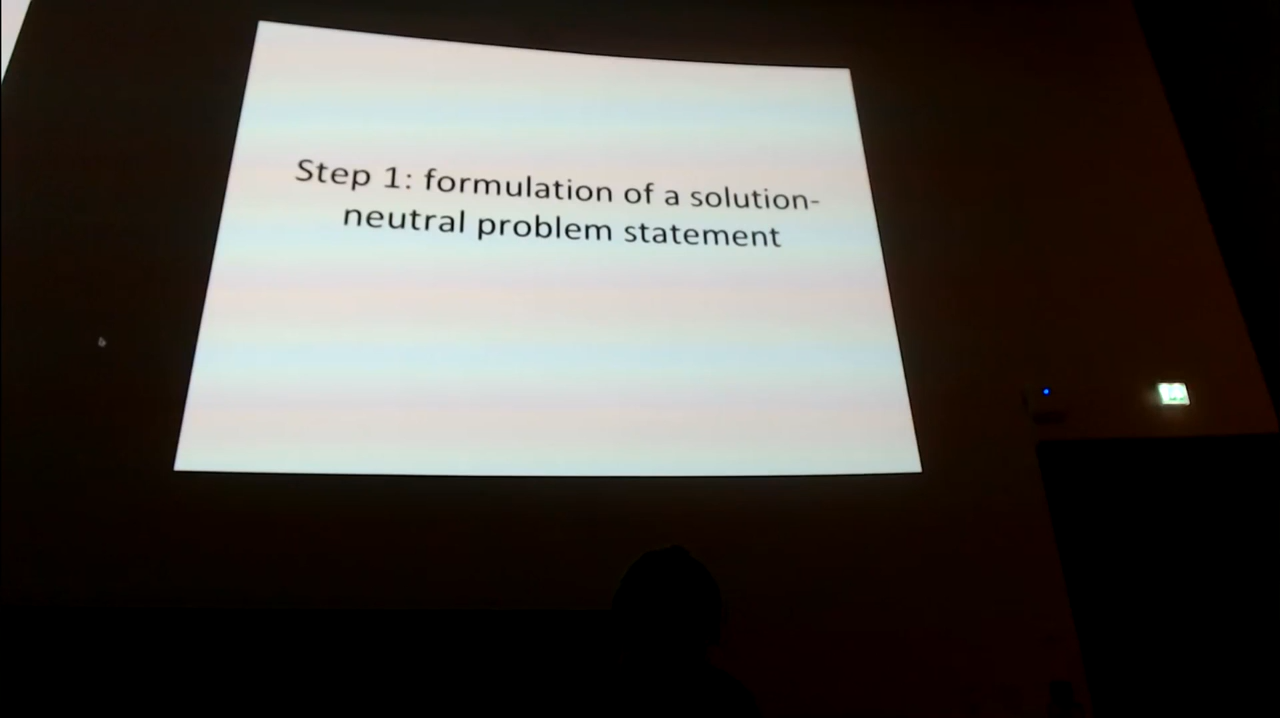 Step 1: formulation of a solution-
neutral problem statement